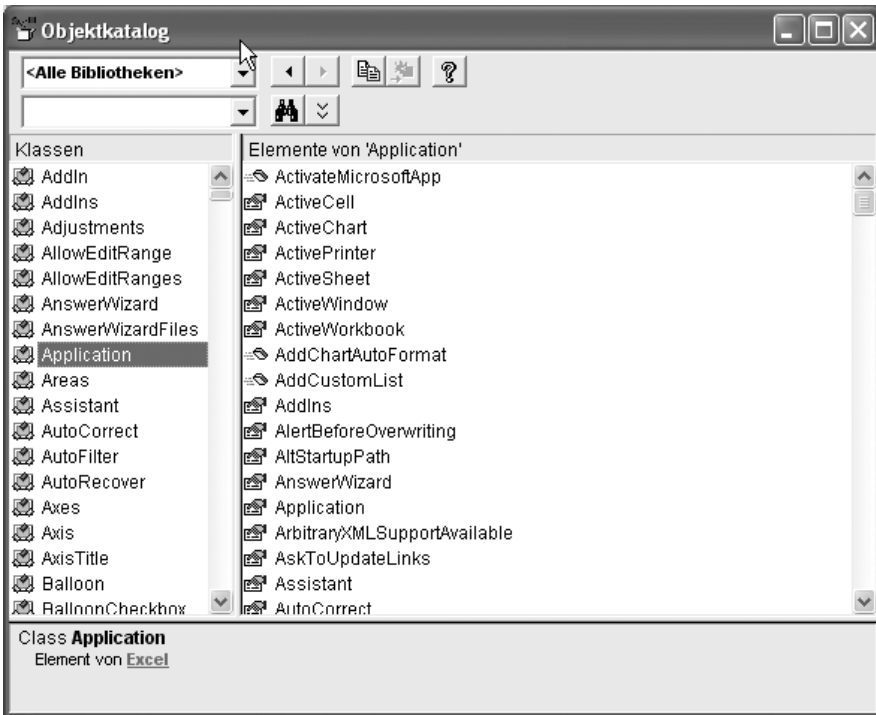 Objektkatalog
<Alle Bibliotheken>
Klassen
AddIn
AddIns
Adjustments
AllowEditRange
AllowEditRanges
AnswerWizard
AnswerWizardFiles
Application
Areas
Assistant
AutoCorrect
AutoFilter
AutoRecover
Axes
Axis
AxisTitle
Balloon
BalloonCheckbox
Elemente von 'Application'
ActivateMicrosoftApp
ActiveCell
ActiveChart
ActivePrinter
ActiveSheet
ActiveWindow
ActiveWorkbook
AddChartAutoFormat
AddCustomList
AddIns
AlertBeforeOverwriting
AltStartupPath
AnswerWizard
Application
ArbitraryXMLSupportAvailable
AskToUpdateLinks
Assistant
AutoCorrect
Class Application
Element von Excel